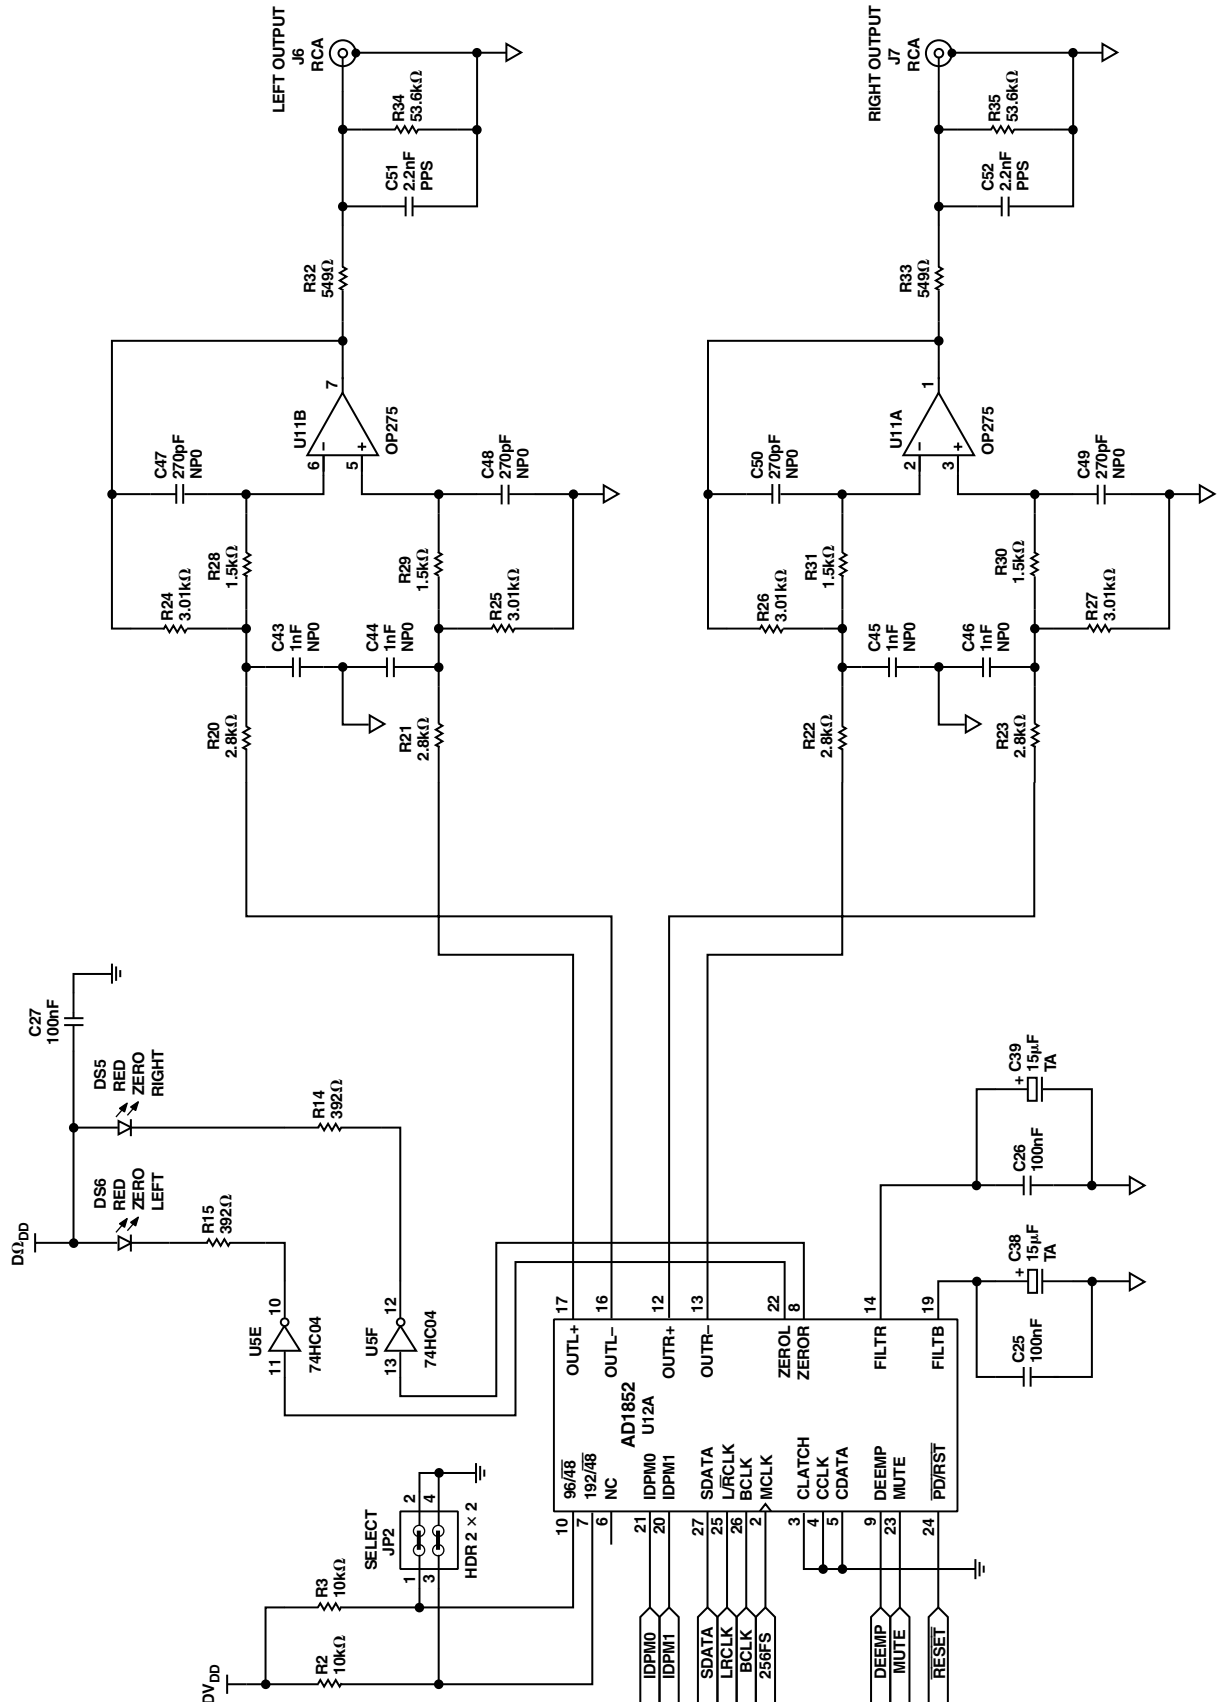 LEFT OUTPUT
J6
RCA
R34
53.6kΩ
C51
2.2nF
PPS
R32
549Ω
7
U11B
6
5
−
+
OP275
C47
270pF
NP0
C48
270pF
NP0
R28
1.5kΩ
R29
1.5kΩ
R24
3.01kΩ
R25
3.01kΩ
C43
1nF
NP0
C44
1nF
NP0
R20
2.8kΩ
R21
2.8kΩ
RIGHT OUTPUT
J7
RCA
R35
53.6kΩ
C52
2.2nF
PPS
R33
549Ω
1
U11A
2
3
−
+
OP275
C50
270pF
NP0
C49
270pF
NP0
R31
1.5kΩ
R30
1.5kΩ
R26
3.01kΩ
R27
3.01kΩ
C45
1nF
NP0
C46
1nF
NP0
R22
2.8kΩ
R23
2.8kΩ
C27
100nF
DS5
RED
ZERO
RIGHT
DS6
RED
ZERO
LEFT
DΩDD
R14
392Ω
R15
392Ω
U5E
11
10
74HC04
U5F
13
12
74HC04
SELECT
JP2
1
2
3
4
HDR 2 × 2
R3
10kΩ
R2
10kΩ
DVDD
AD1852
U12A
17
OUTL+
16
OUTL−
12
OUTR+
13
OUTR−
22
ZEROL
8
ZEROR
14
FILTR
19
FILTB
10
96/48
7
192/48
6
NC
21
IDPM0
20
IDPM1
27
SDATA
25
L/RCLK
26
BCLK
2
MCLK
3
CLATCH
4
CCLK
5
CDATA
9
DEEMP
23
MUTE
24
PD/RST
IDPM0
IDPM1
SDATA
LRCLK
BCLK
256FS
DEEMP
MUTE
RESET
C39
+
15µF
TA
C26
100nF
C38
+
15µF
TA
C25
100nF